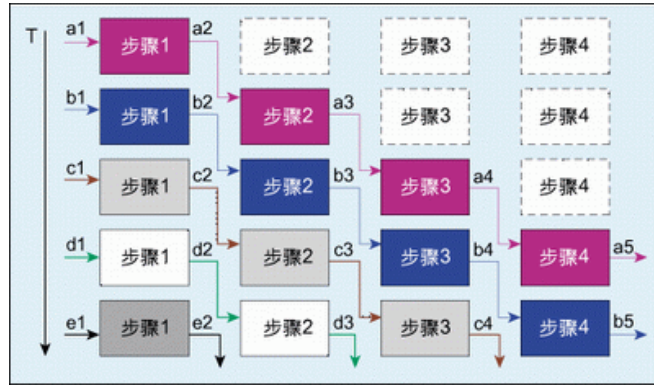 T
a1 步骤1 a2 步骤2 步骤3 步骤4
b1 步骤1 b2 步骤2 a3 步骤3 步骤4
c1 步骤1 c2 步骤2 b3 步骤3 a4 步骤4
d1 步骤1 d2 步骤2 c3 步骤3 b4 步骤4 a5
e1 步骤1 e2 步骤2 d3 步骤3 c4 步骤4 b5